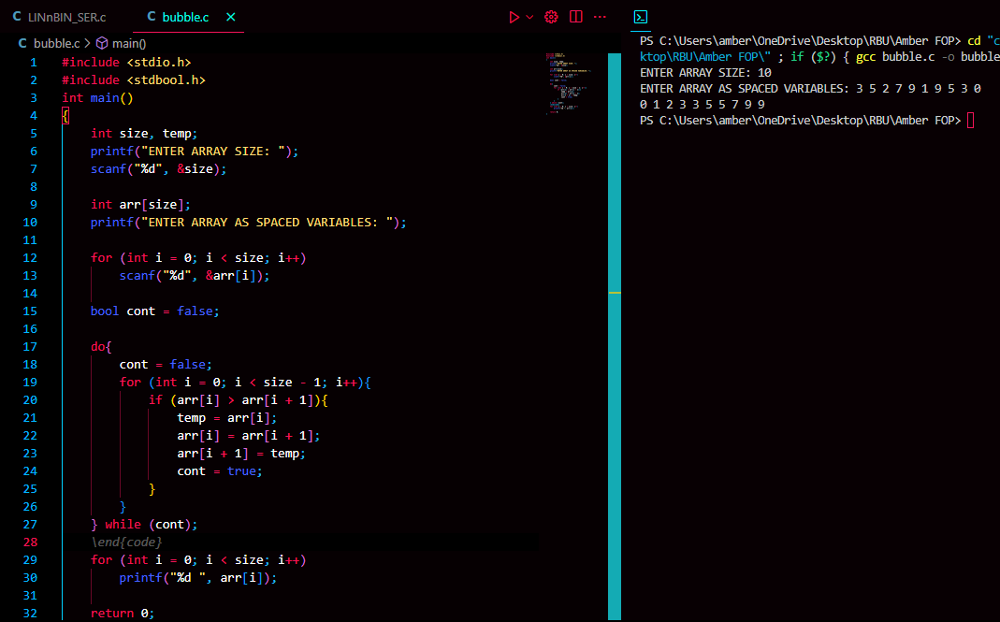 LINnBIN_SER.c
bubble.c
bubble.c > main()
1 #include <stdio.h>
2 #include <stdbool.h>
3 int main()
4 {
5 int size, temp;
6 printf("ENTER ARRAY SIZE: ");
7 scanf("%d", &size);
8
9 int arr[size];
10 printf("ENTER ARRAY AS SPACED VARIABLES: ");
11
12 for (int i = 0; i < size; i++)
13 scanf("%d", &arr[i]);
14
15 bool cont = false;
16
17 do{
18 cont = false;
19 for (int i = 0; i < size - 1; i++){
20 if (arr[i] > arr[i + 1]){
21 temp = arr[i];
22 arr[i] = arr[i + 1];
23 arr[i + 1] = temp;
24 cont = true;
25 }
26 }
27 } while (cont);
28 \end{code}
29 for (int i = 0; i < size; i++)
30 printf("%d ", arr[i]);
31
32 return 0;
PS C:\Users\amber\OneDrive\Desktop\RBU\Amber FOP> cd "c
ktop\RBU\Amber FOP\" ; if ($?) { gcc bubble.c -o bubble
ENTER ARRAY SIZE: 10
ENTER ARRAY AS SPACED VARIABLES: 3 5 2 7 9 1 9 5 3 0
0 1 2 3 3 5 5 7 9 9
PS C:\Users\amber\OneDrive\Desktop\RBU\Amber FOP>